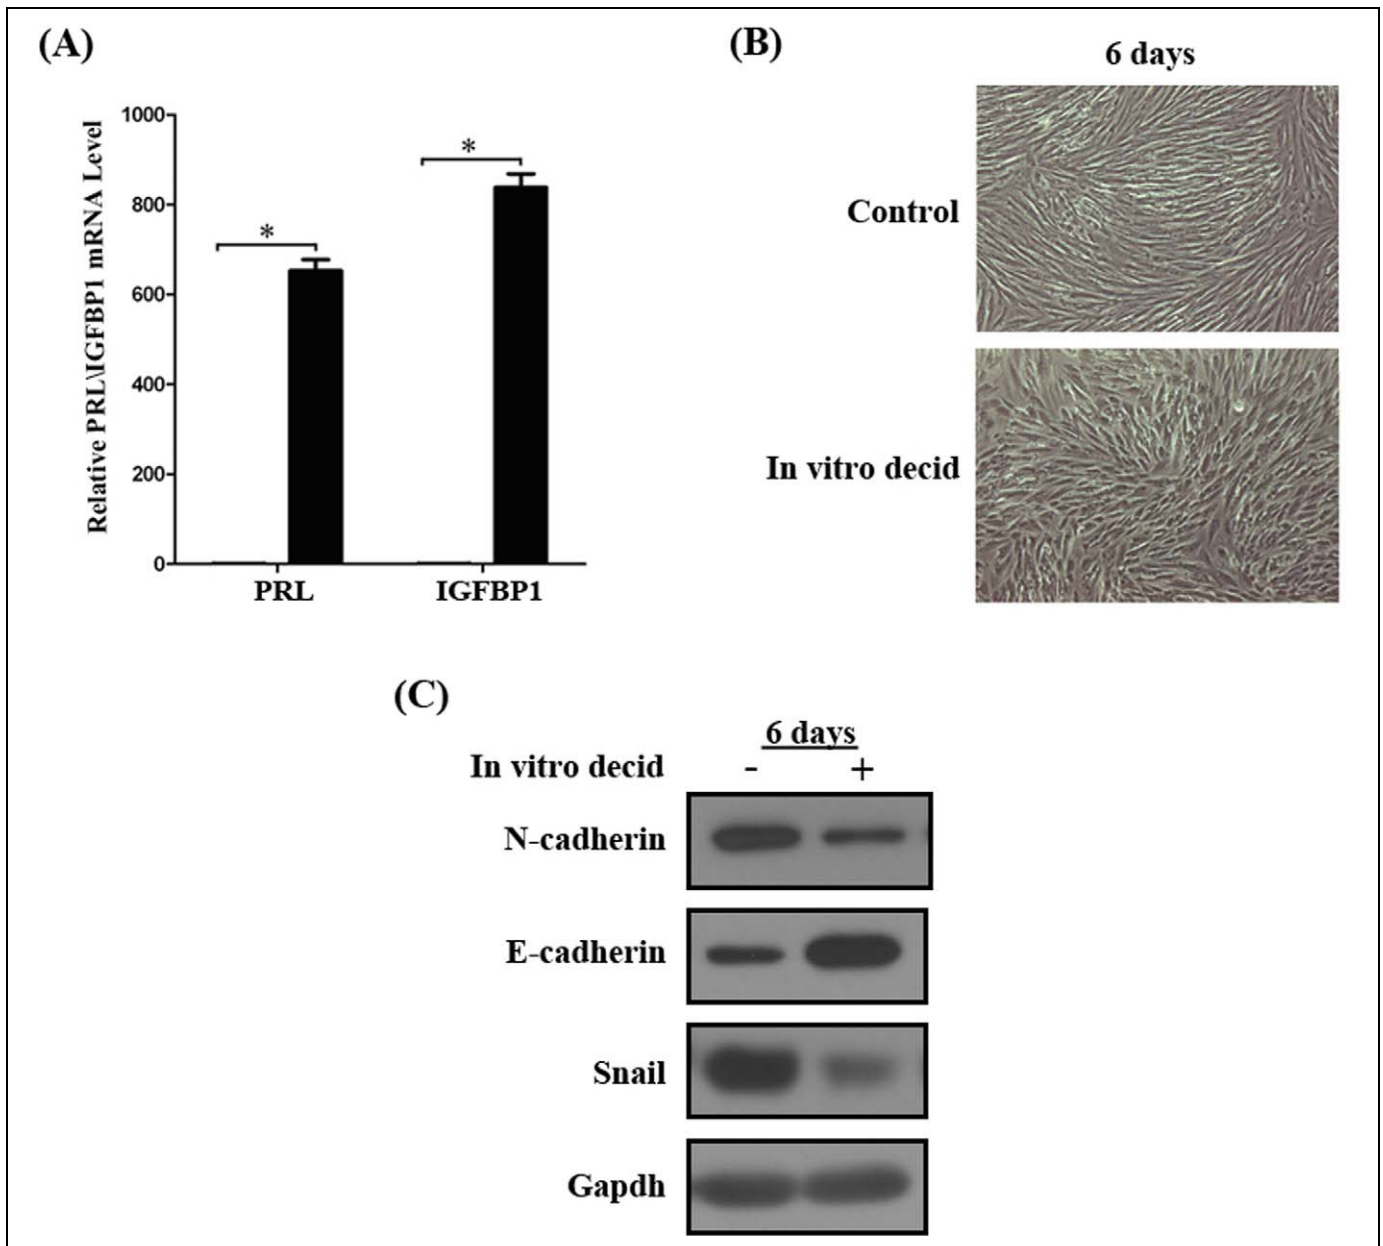 (A)
Relative PRL\IGFBP1 mRNA Level
1000
800
600
400
200
0
*
*
PRL
IGFBP1
(B)
6 days
Control
In vitro decid
(C)
6 days
In vitro decid - +
N-cadherin
E-cadherin
Snail
Gapdh